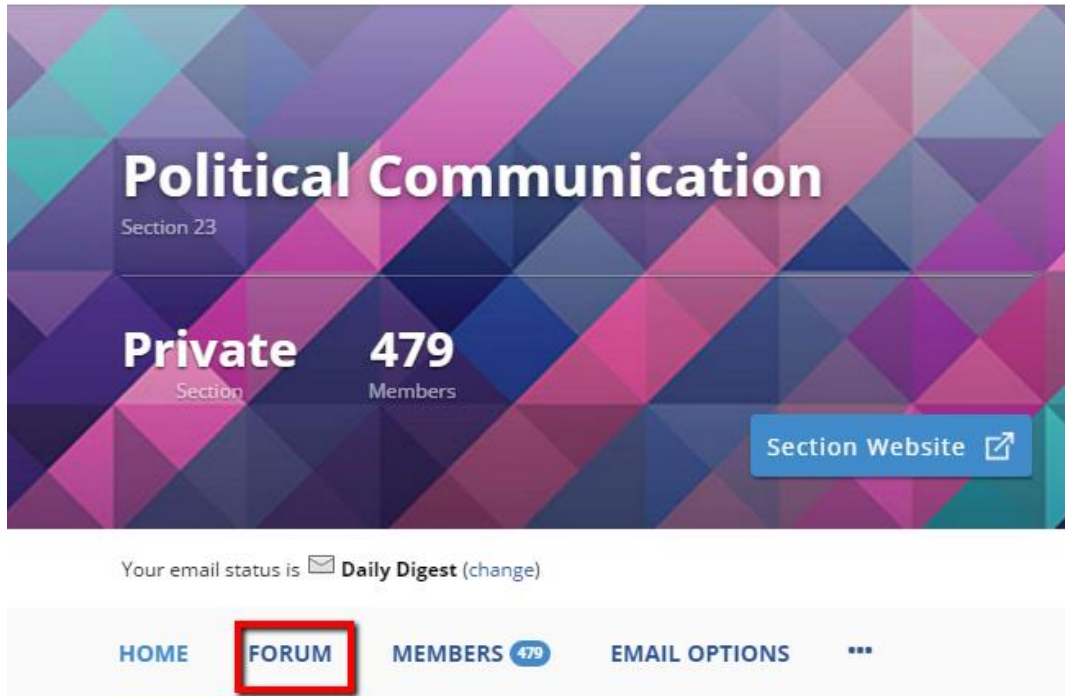 Political Communication
Section 23
Private 479
Section Members
Section Website
Your email status is Daily Digest (change)
HOME FORUM MEMBERS 479 EMAIL OPTIONS •••